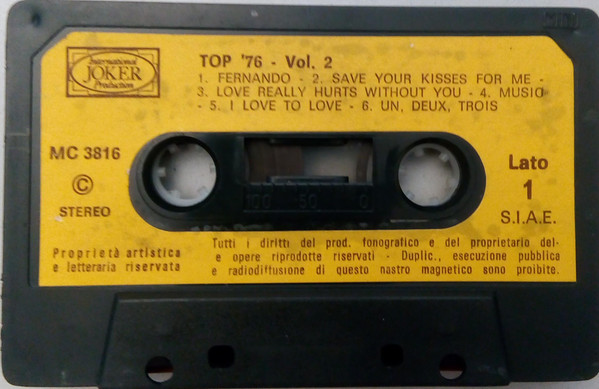 International
JOKER
Production
TOP '76 - Vol. 2
1. FERNANDO - 2. SAVE YOUR KISSES FOR ME -
3. LOVE REALLY HURTS WITHOUT YOU - 4. MUSIC
- 5. I LOVE TO LOVE - 6. UN, DEUX, TROIS
MC 3816
©
STEREO
100 50 0
Lato
1
S.I.A.E.
Proprietà artistica
e letteraria riservata
Tutti i diritti del prod. fonografico e del proprietario del-
e opere riprodotte riservati - Duplic., esecuzione pubblica
e radiodiffusione di questo nastro magnetico sono proibite.